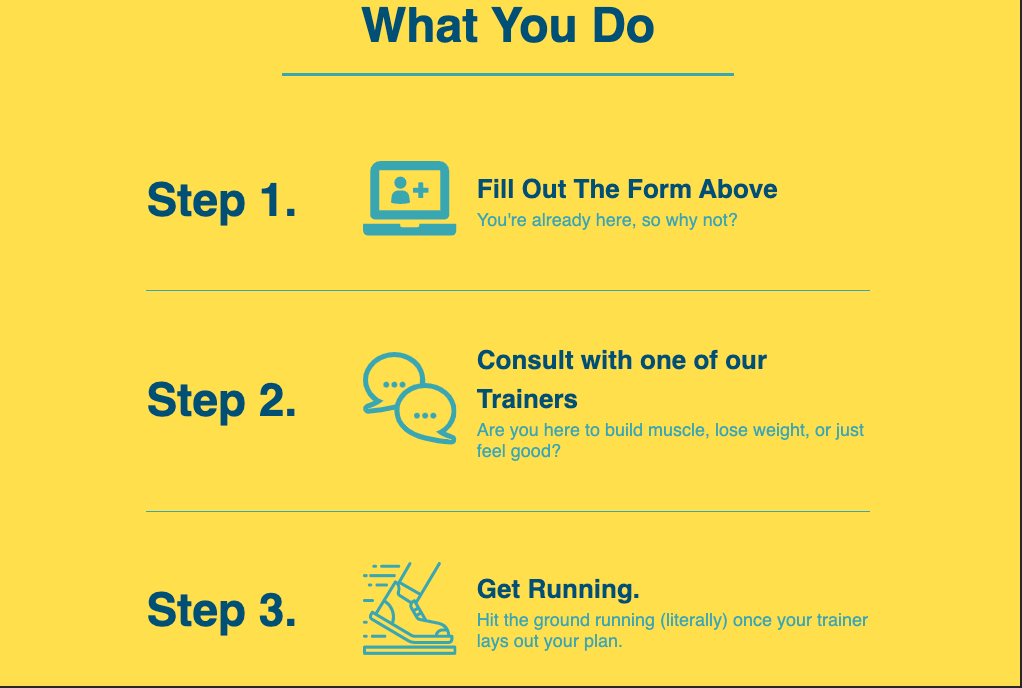 What You Do
Step 1.
Fill Out The Form Above
You're already here, so why not?
Step 2.
Consult with one of our
Trainers
Are you here to build muscle, lose weight, or just
feel good?
Step 3.
Get Running.
Hit the ground running (literally) once your trainer
lays out your plan.